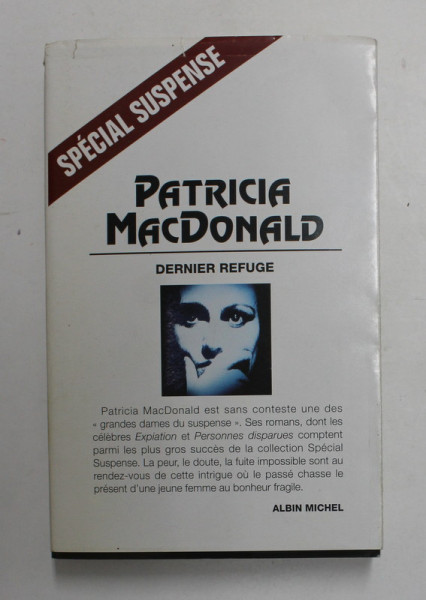 SPÉCIAL SUSPENSE
PATRICIA
MACDONALD
DERNIER REFUGE
Patricia MacDonald est sans conteste une des
« grandes dames du suspense ». Ses romans, dont les
célèbres Expiation et Personnes disparues comptent
parmi les plus gros succès de la collection Spécial
Suspense. La peur, le doute, la fuite impossible sont au
rendez-vous de cette intrigue où le passé chasse le
présent d'une jeune femme au bonheur fragile.
ALBIN MICHEL